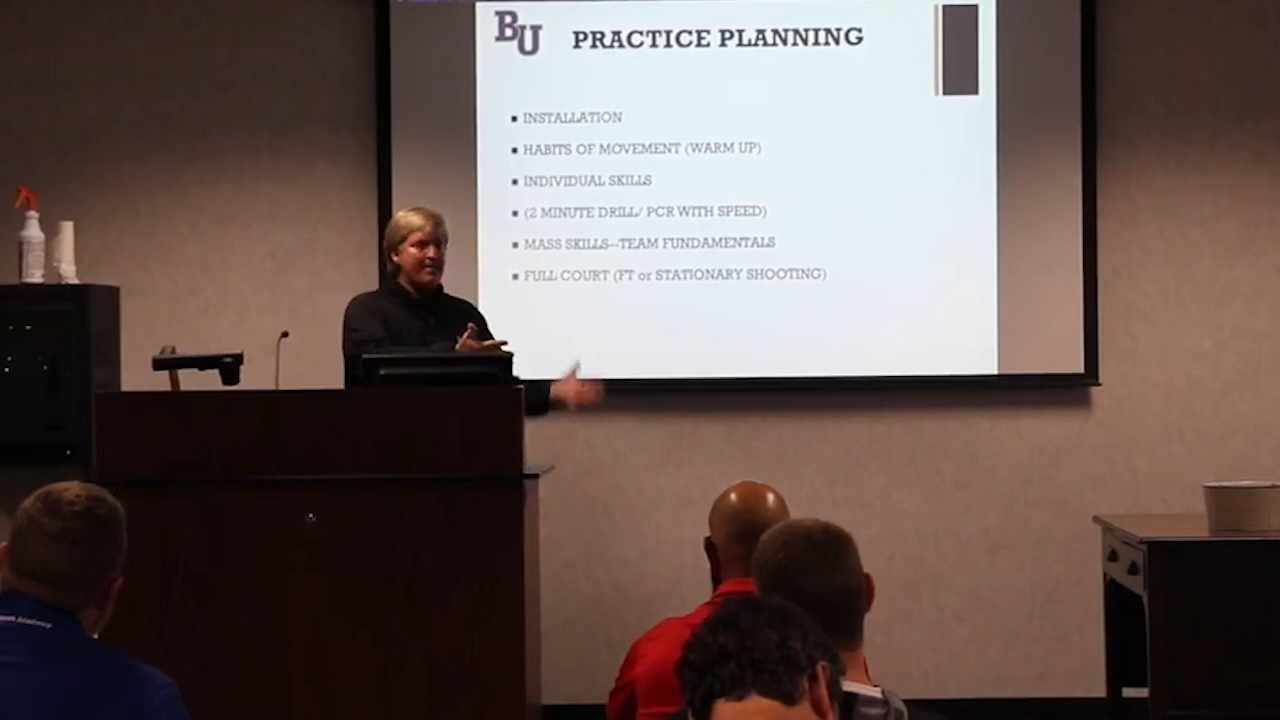 BU
PRACTICE PLANNING
INSTALLATION
HABITS OF MOVEMENT (WARM UP)
INDIVIDUAL SKILLS
(2 MINUTE DRILL/ PCR WITH SPEED)
MASS SKILLS--TEAM FUNDAMENTALS
FULL COURT (FT or STATIONARY SHOOTING)